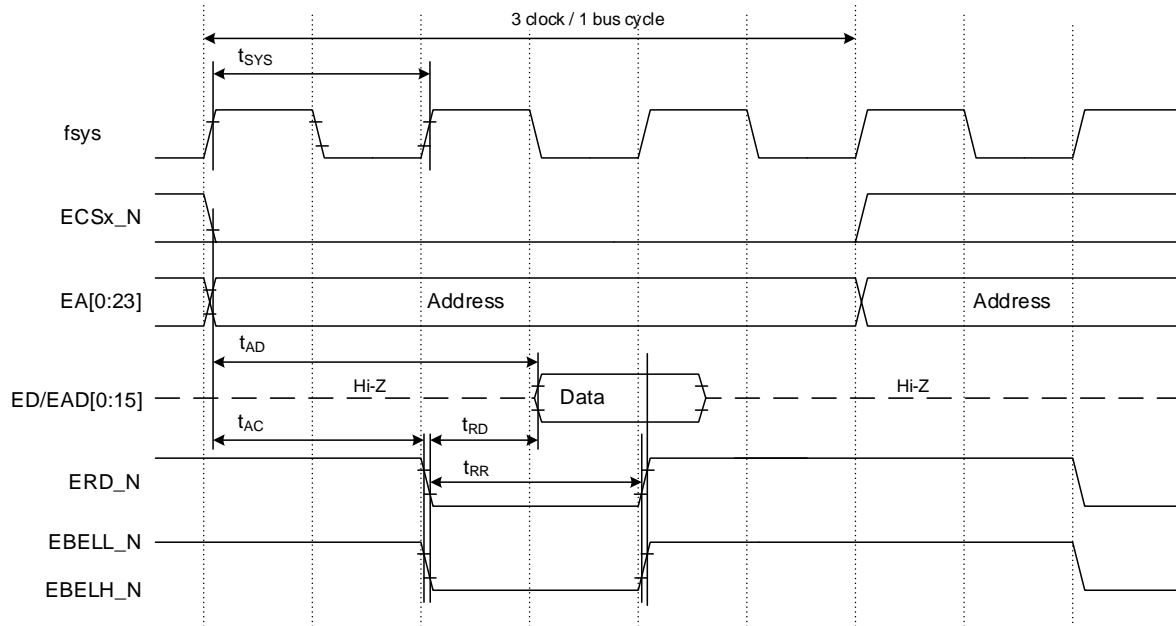 3 clock / 1 bus cycle
tSYS
fsys
ECSx_N
EA[0:23]
Address
Address
tAD
Hi-Z
Hi-Z
ED/EAD[0:15]
Data
tAC
tRD
tRR
ERD_N
EBELL_N
EBELH_N